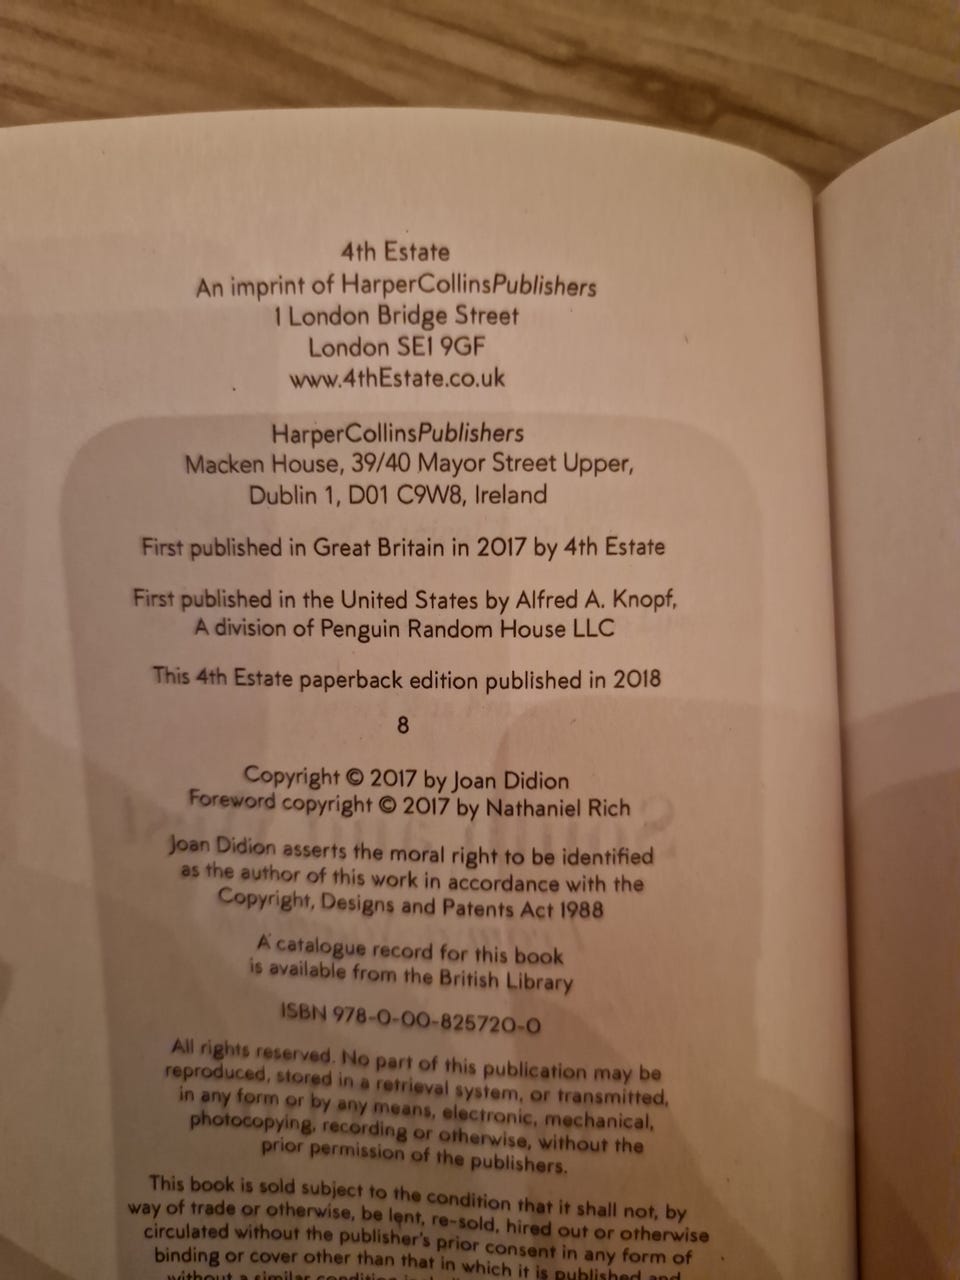 4th Estate
An imprint of HarperCollinsPublishers
1 London Bridge Street
London SE1 9GF
www.4thEstate.co.uk
HarperCollinsPublishers
Macken House, 39/40 Mayor Street Upper,
Dublin 1, D01 C9W8, Ireland
First published in Great Britain in 2017 by 4th Estate
First published in the United States by Alfred A. Knopf,
A division of Penguin Random House LLC
This 4th Estate paperback edition published in 2018
8
Copyright © 2017 by Joan Didion
Foreword copyright © 2017 by Nathaniel Rich
Joan Didion asserts the moral right to be identified
as the author of this work in accordance with the
Copyright, Designs and Patents Act 1988
A catalogue record for this book
is available from the British Library
ISBN 978-0-00-825720-0
All rights reserved. No part of this publication may be
reproduced, stored in a retrieval system, or transmitted,
in any form or by any means, electronic, mechanical,
photocopying, recording or otherwise, without the
prior permission of the publishers.
This book is sold subject to the condition that it shall not, by
way of trade or otherwise, be lent, re-sold, hired out or otherwise
circulated without the publisher's prior consent in any form of
binding or cover other than that in which it is published and
without a similar condition